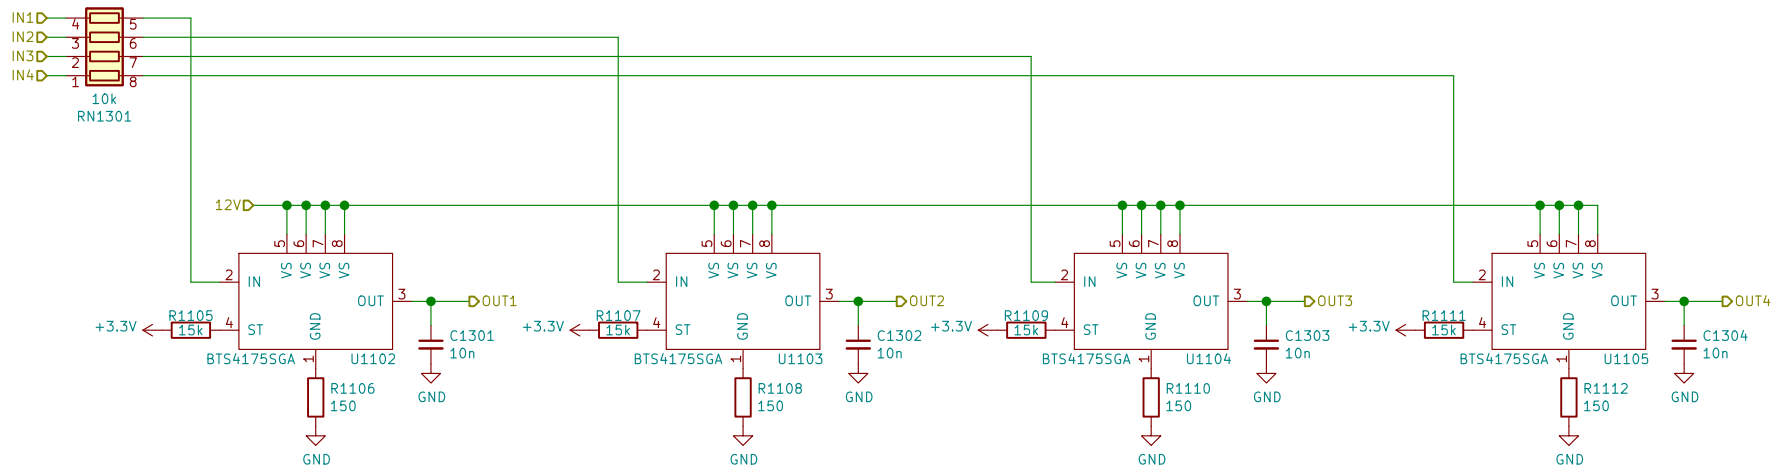 IN1 4 5
IN2 3 6
IN3 2 7
IN4 1 8
10k
RN1301
12V
5 6 7 8
VS VS VS VS
2 IN
OUT 3 OUT1
+3.3V R1105 15k 4 ST
GND
BTS4175SGA 1 U1102
C1301
10n
GND
R1106
150
GND
5 6 7 8
VS VS VS VS
2 IN
OUT 3 OUT2
+3.3V R1107 15k 4 ST
GND
BTS4175SGA 1 U1103
C1302
10n
GND
R1108
150
GND
5 6 7 8
VS VS VS VS
2 IN
OUT 3 OUT3
+3.3V R1109 15k 4 ST
GND
BTS4175SGA 1 U1104
C1303
10n
GND
R1110
150
GND
5 6 7 8
VS VS VS VS
2 IN
OUT 3 OUT4
+3.3V R1111 15k 4 ST
GND
BTS4175SGA 1 U1105
C1304
10n
GND
R1112
150
GND